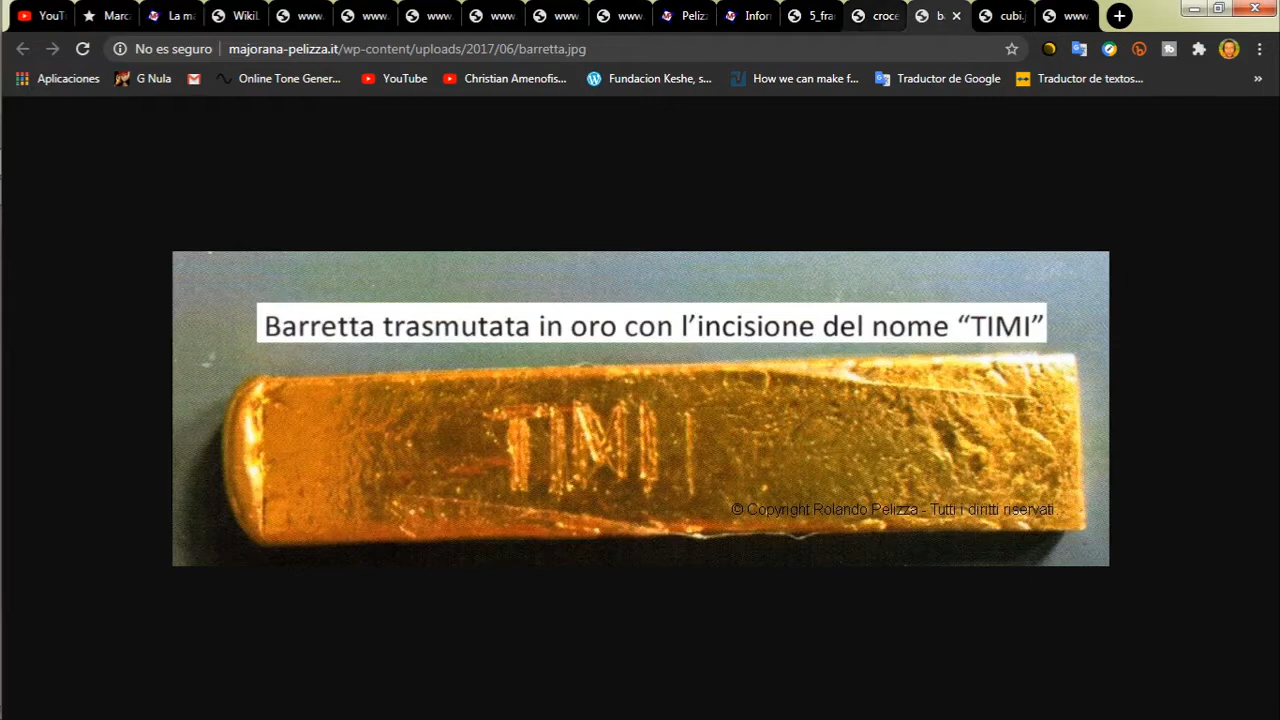 YouT
Marc
La m
WikiL
www.
www.
www.
www.
www.
www.
Peliz
Infor
5_fra
croce
b
cubi.j
www.
No es seguro
majorana-pelizza.it/wp-content/uploads/2017/06/barretta.jpg
Aplicaciones
G Nula
Online Tone Gener...
YouTube
Christian Amenofis...
Fundacion Keshe, s...
How we can make f...
Traductor de Google
Traductor de textos...
»
Barretta trasmutata in oro con l’incisione del nome “TIMI”
TIMI
© Copyright Rolando Pelizza - Tutti i diritti riservati